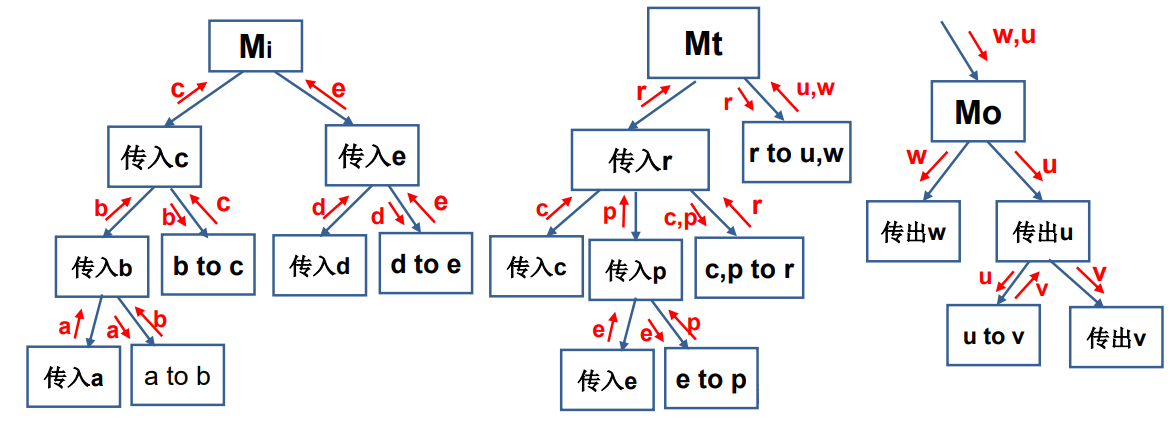 Mi
c
e
传入c
传入e
b
b
c
d
d
e
传入b
b to c
传入d
d to e
a
a
b
传入a
a to b
Mt
r
r
u,w
传入r
r to u,w
c
p
c,p
r
传入c
传入p
c,p to r
e
e
p
传入e
e to p
w,u
Mo
w
u
传出w
传出u
u
v
v
u to v
传出v